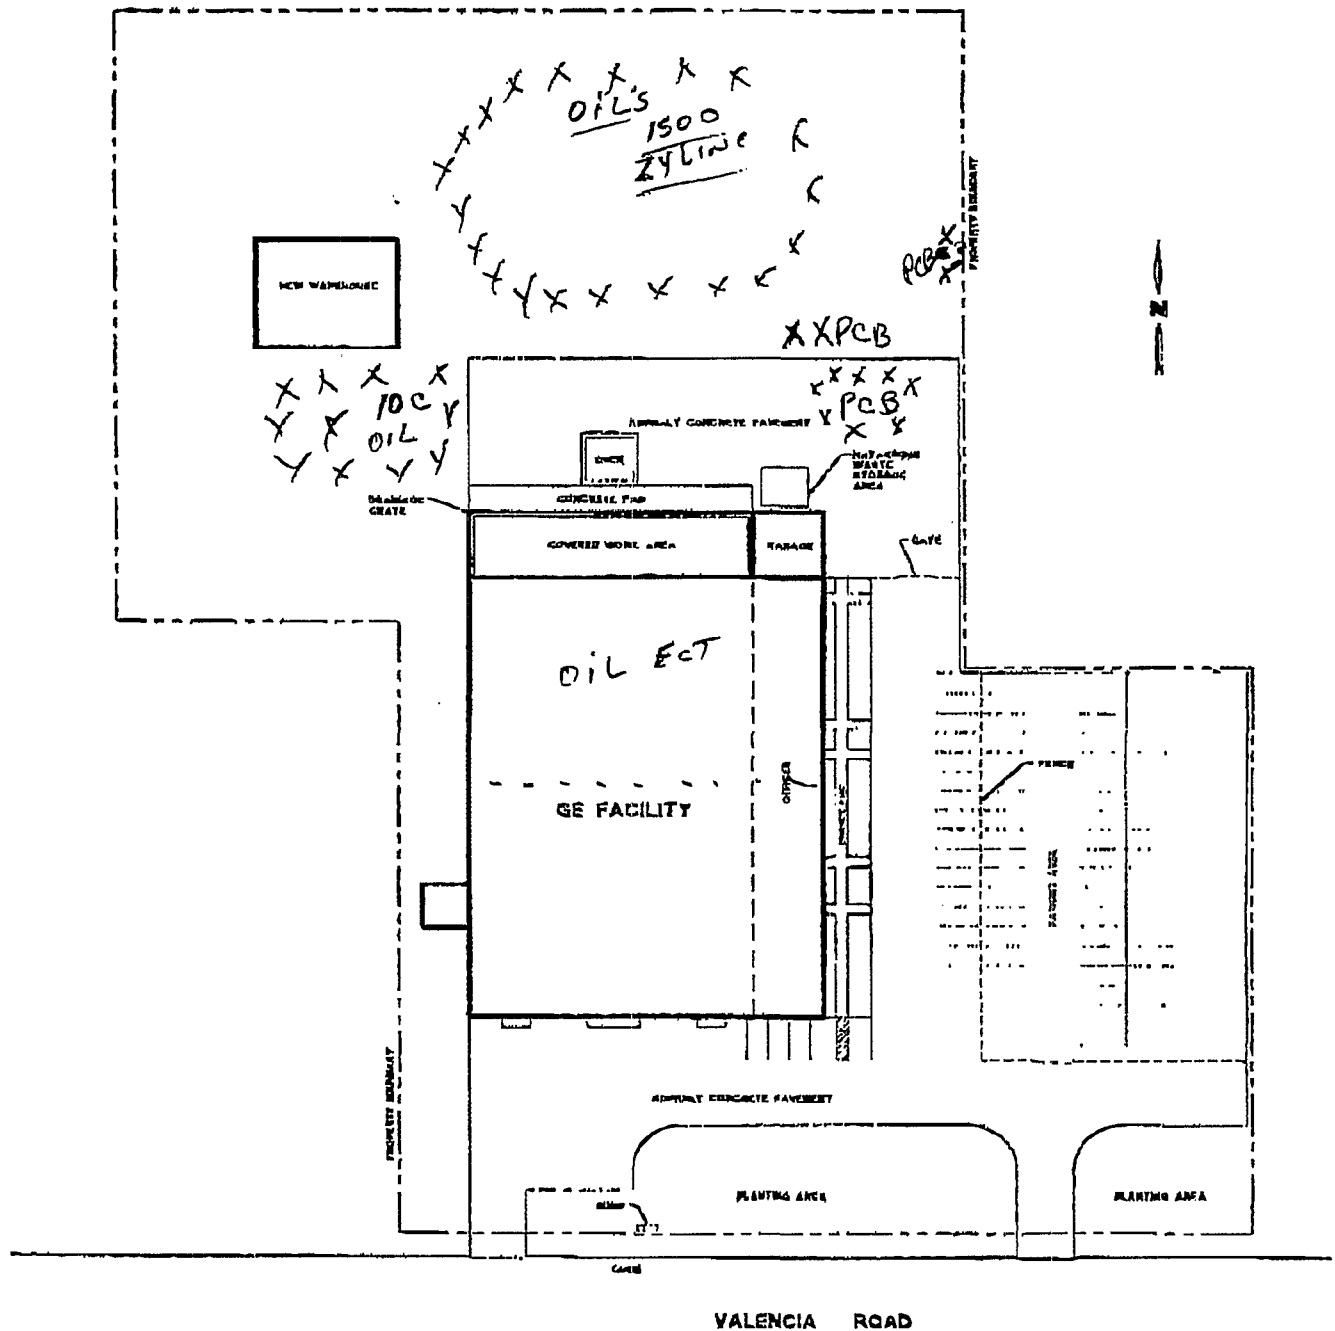 OiL'S
1500
ZYLINE
PROPERTY BOUNDARY
PCB
N
NEW WAREHOUSE
XXPCB
10C
OIL
PCB
ASPHALT CONCRETE PAVEMENT
HAZARDOUS
WASTE
STORAGE
AREA
CONCRETE PAD
DRAINAGE
GRATE
COVERED WORK AREA
GARAGE
GATE
OiL EcT
FENCE
OFFICES
GE FACILITY
PARKING AREA
PROPERTY BOUNDARY
ASPHALT CONCRETE PAVEMENT
PLANTING AREA
PLANTING AREA
VALENCIA ROAD